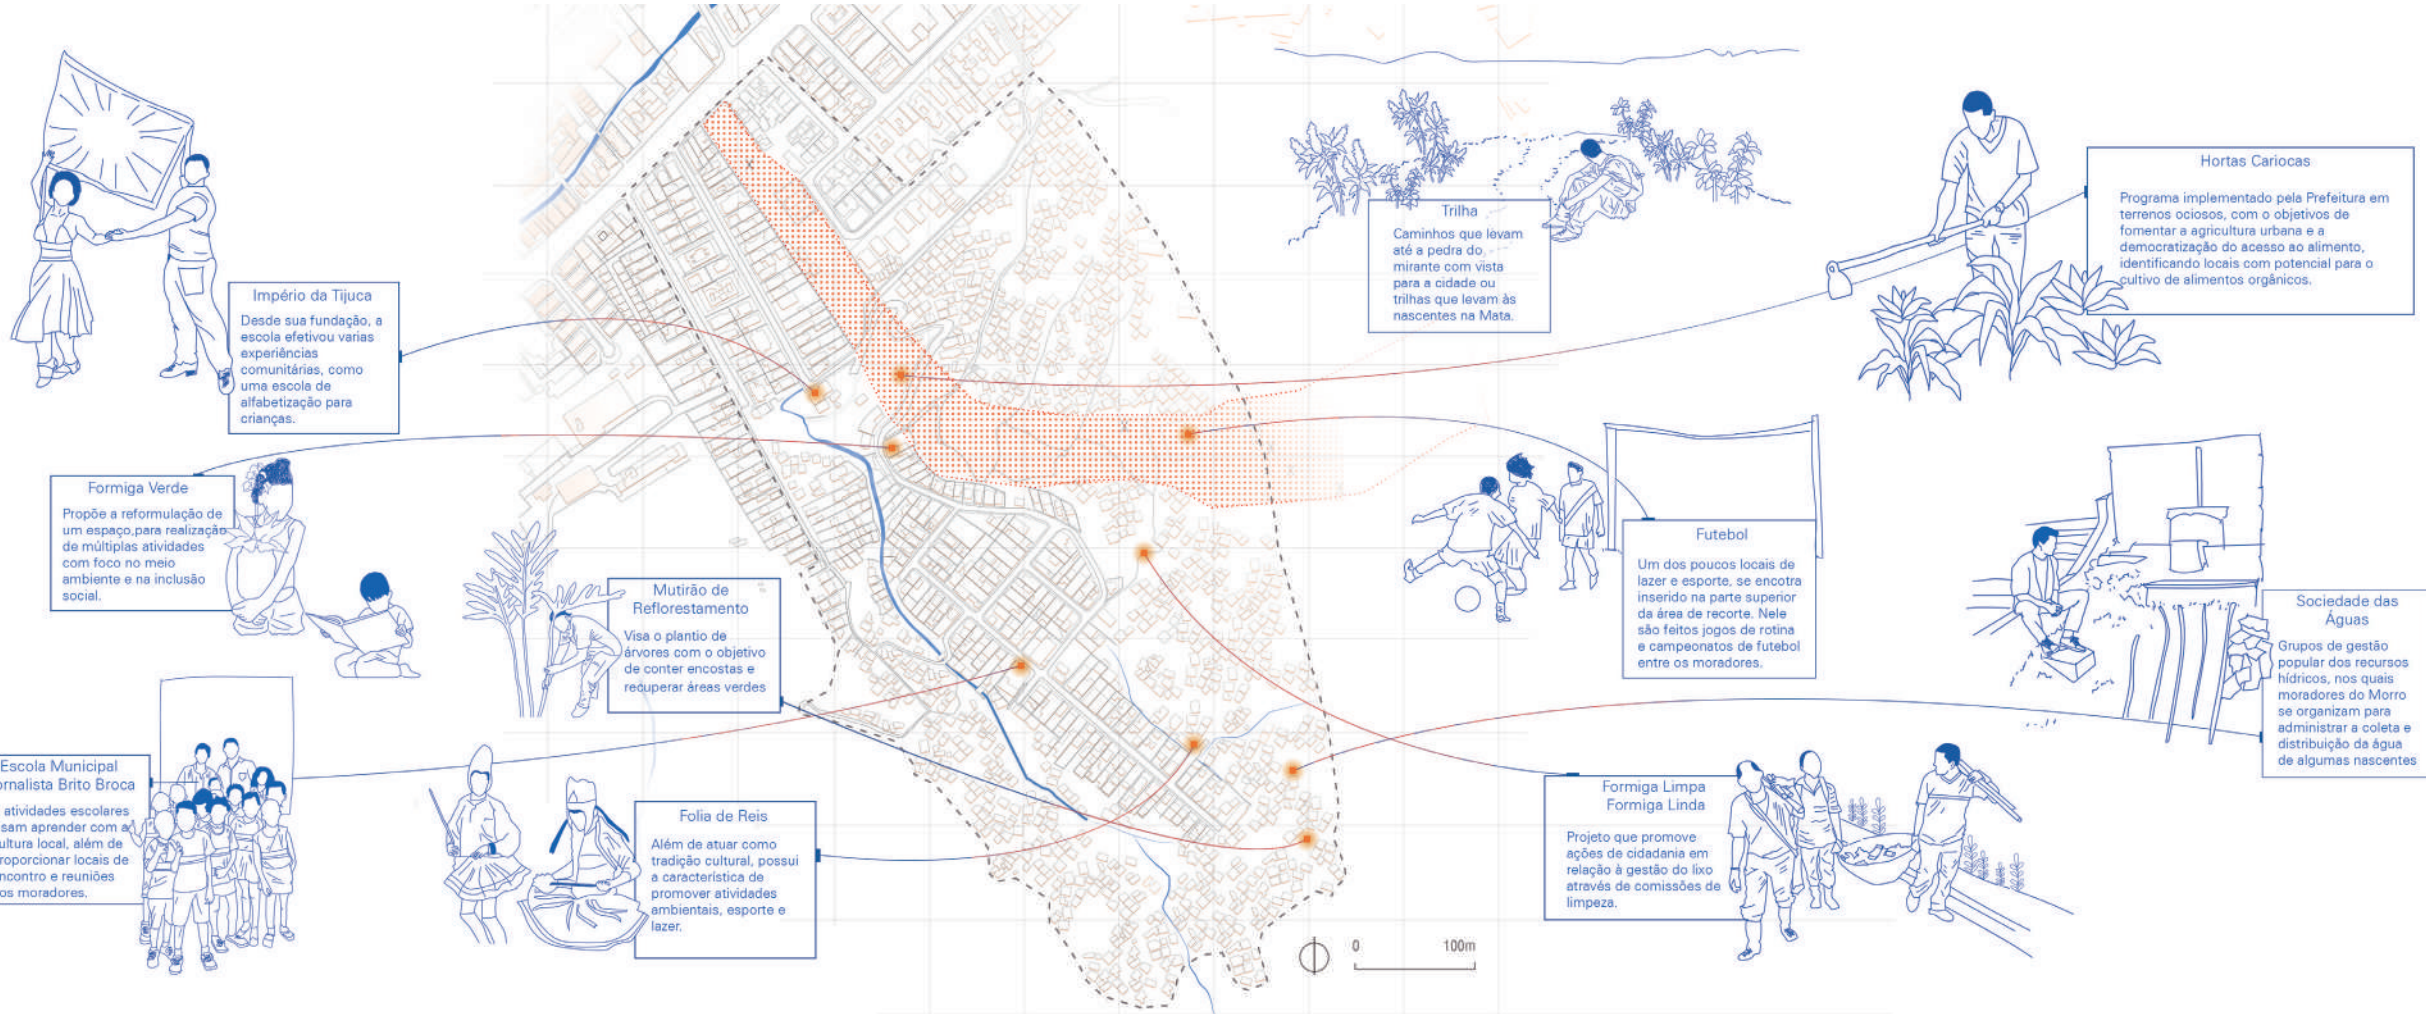 Império da Tijuca
Desde sua fundação, a
escola efetivou varias
experiências
comunitárias, como
uma escola de
alfabetização para
crianças.
Formiga Verde
Propõe a reformulação de
um espaço,para realização
de múltiplas atividades
com foco no meio
ambiente e na inclusão
social.
Mutirão de
Reflorestamento
Visa o plantio de
árvores com o objetivo
de conter encostas e
recuperar áreas verdes
Escola Municipal
ornalista Brito Broca
atividades escolares
sam aprender com a
ultura local, além de
roporcionar locais de
ncontro e reuniões
os moradores.
Folia de Reis
Além de atuar como
tradição cultural, possui
a característica de
promover atividades
ambientais, esporte e
lazer.
Trilha
Caminhos que levam
até a pedra do
mirante com vista
para a cidade ou
trilhas que levam às
nascentes na Mata.
Hortas Cariocas
Programa implementado pela Prefeitura em
terrenos ociosos, com o objetivos de
fomentar a agricultura urbana e a
democratização do acesso ao alimento,
identificando locais com potencial para o
cultivo de alimentos orgânicos.
Futebol
Um dos poucos locais de
lazer e esporte, se encotra
inserido na parte superior
da área de recorte. Nele
são feitos jogos de rotina
e campeonatos de futebol
entre os moradores.
Sociedade das
Águas
Grupos de gestão
popular dos recursos
hídricos, nos quais
moradores do Morro
se organizam para
administrar a coleta e
distribuição da água
de algumas nascentes
Formiga Limpa
Formiga Linda
Projeto que promove
ações de cidadania em
relação à gestão do lixo
através de comissões de
limpeza.
0 100m